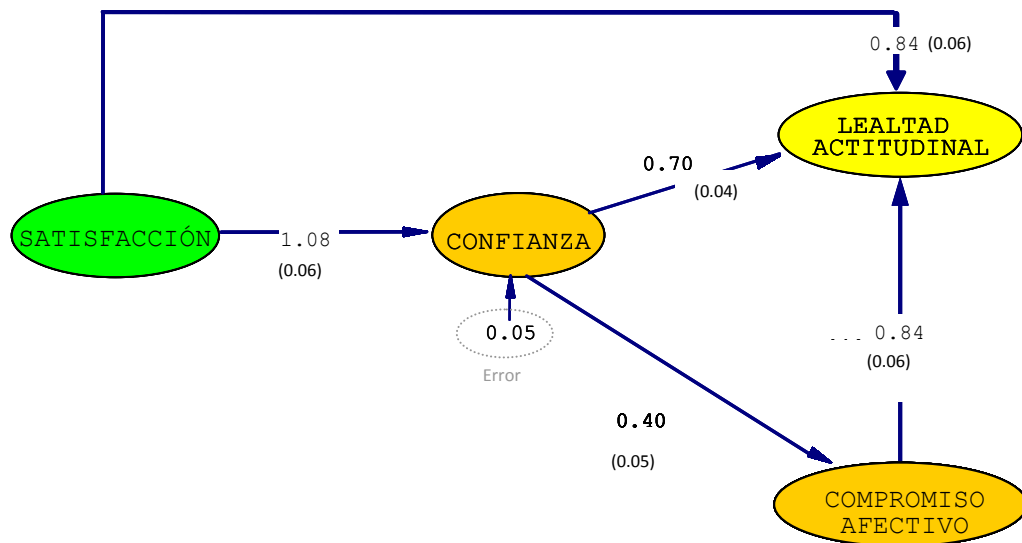 0.84 (0.06)
LEALTAD
ACTITUDINAL
0.70
(0.04)
SATISFACCIÓN
1.08
(0.06)
CONFIANZA
0.05
Error
... 0.84
(0.06)
0.40
(0.05)
COMPROMISO
AFECTIVO